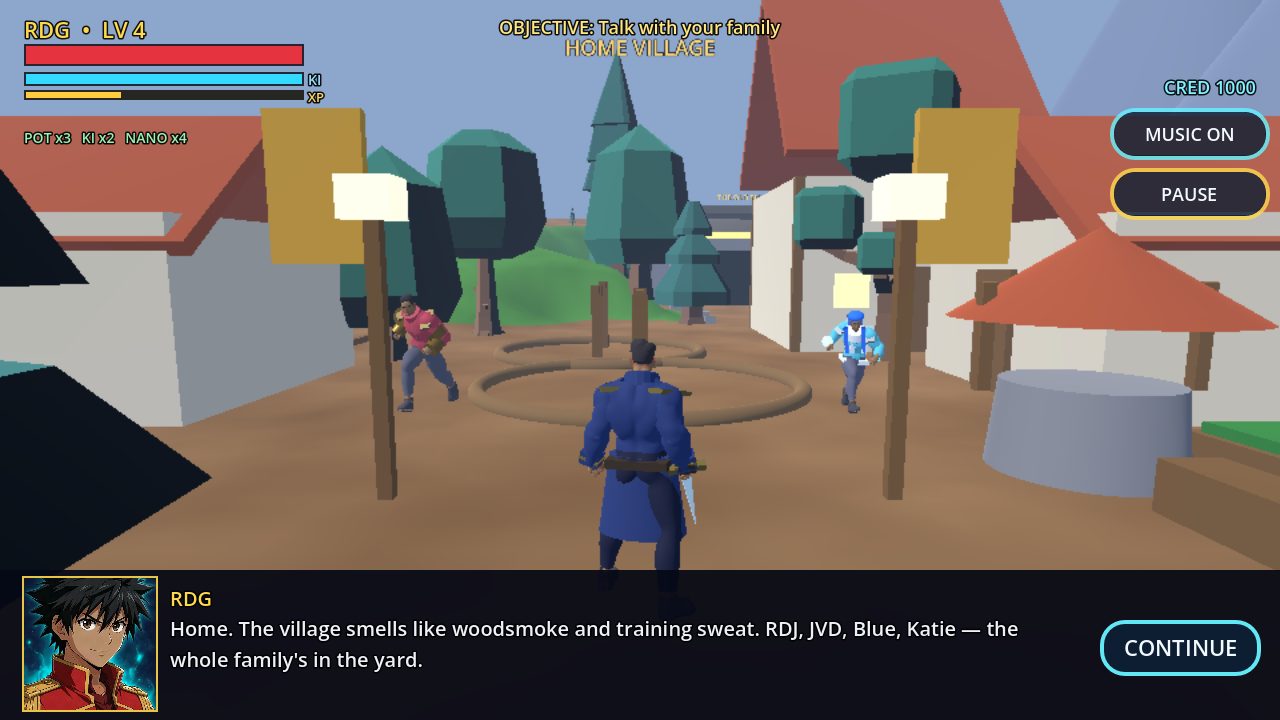 RDG • LV 4
OBJECTIVE: Talk with your family
HOME VILLAGE
KI
XP
CRED 1000
POT x3 KI x2 NANO x4
MUSIC ON
PAUSE
RDG
Home. The village smells like woodsmoke and training sweat. RDJ, JVD, Blue, Katie — the
whole family's in the yard.
CONTINUE